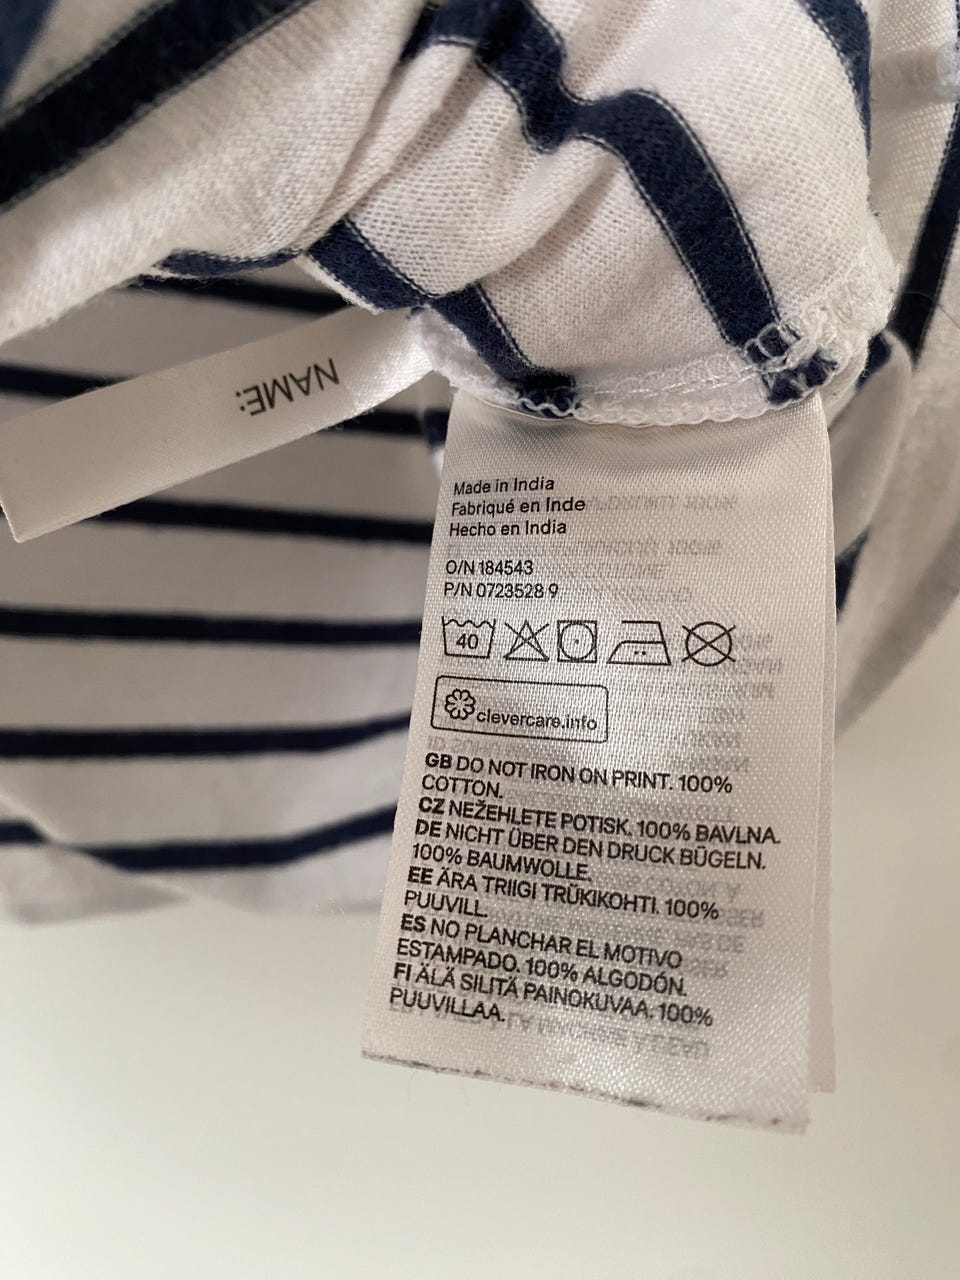 NAME:
Made in India
Fabriqué en Inde
Hecho en India
O/N 184543
P/N 0723528 9
40
clevercare.info
GB DO NOT IRON ON PRINT. 100%
COTTON.
CZ NEŽEHLETE POTISK. 100% BAVLNA.
DE NICHT ÜBER DEN DRUCK BÜGELN.
100% BAUMWOLLE.
EE ÄRA TRIIGI TRÜKIKOHTI. 100%
PUUVILL.
ES NO PLANCHAR EL MOTIVO
ESTAMPADO. 100% ALGODÓN.
FI ÄLÄ SILITÄ PAINOKUVAA. 100%
PUUVILLAA.